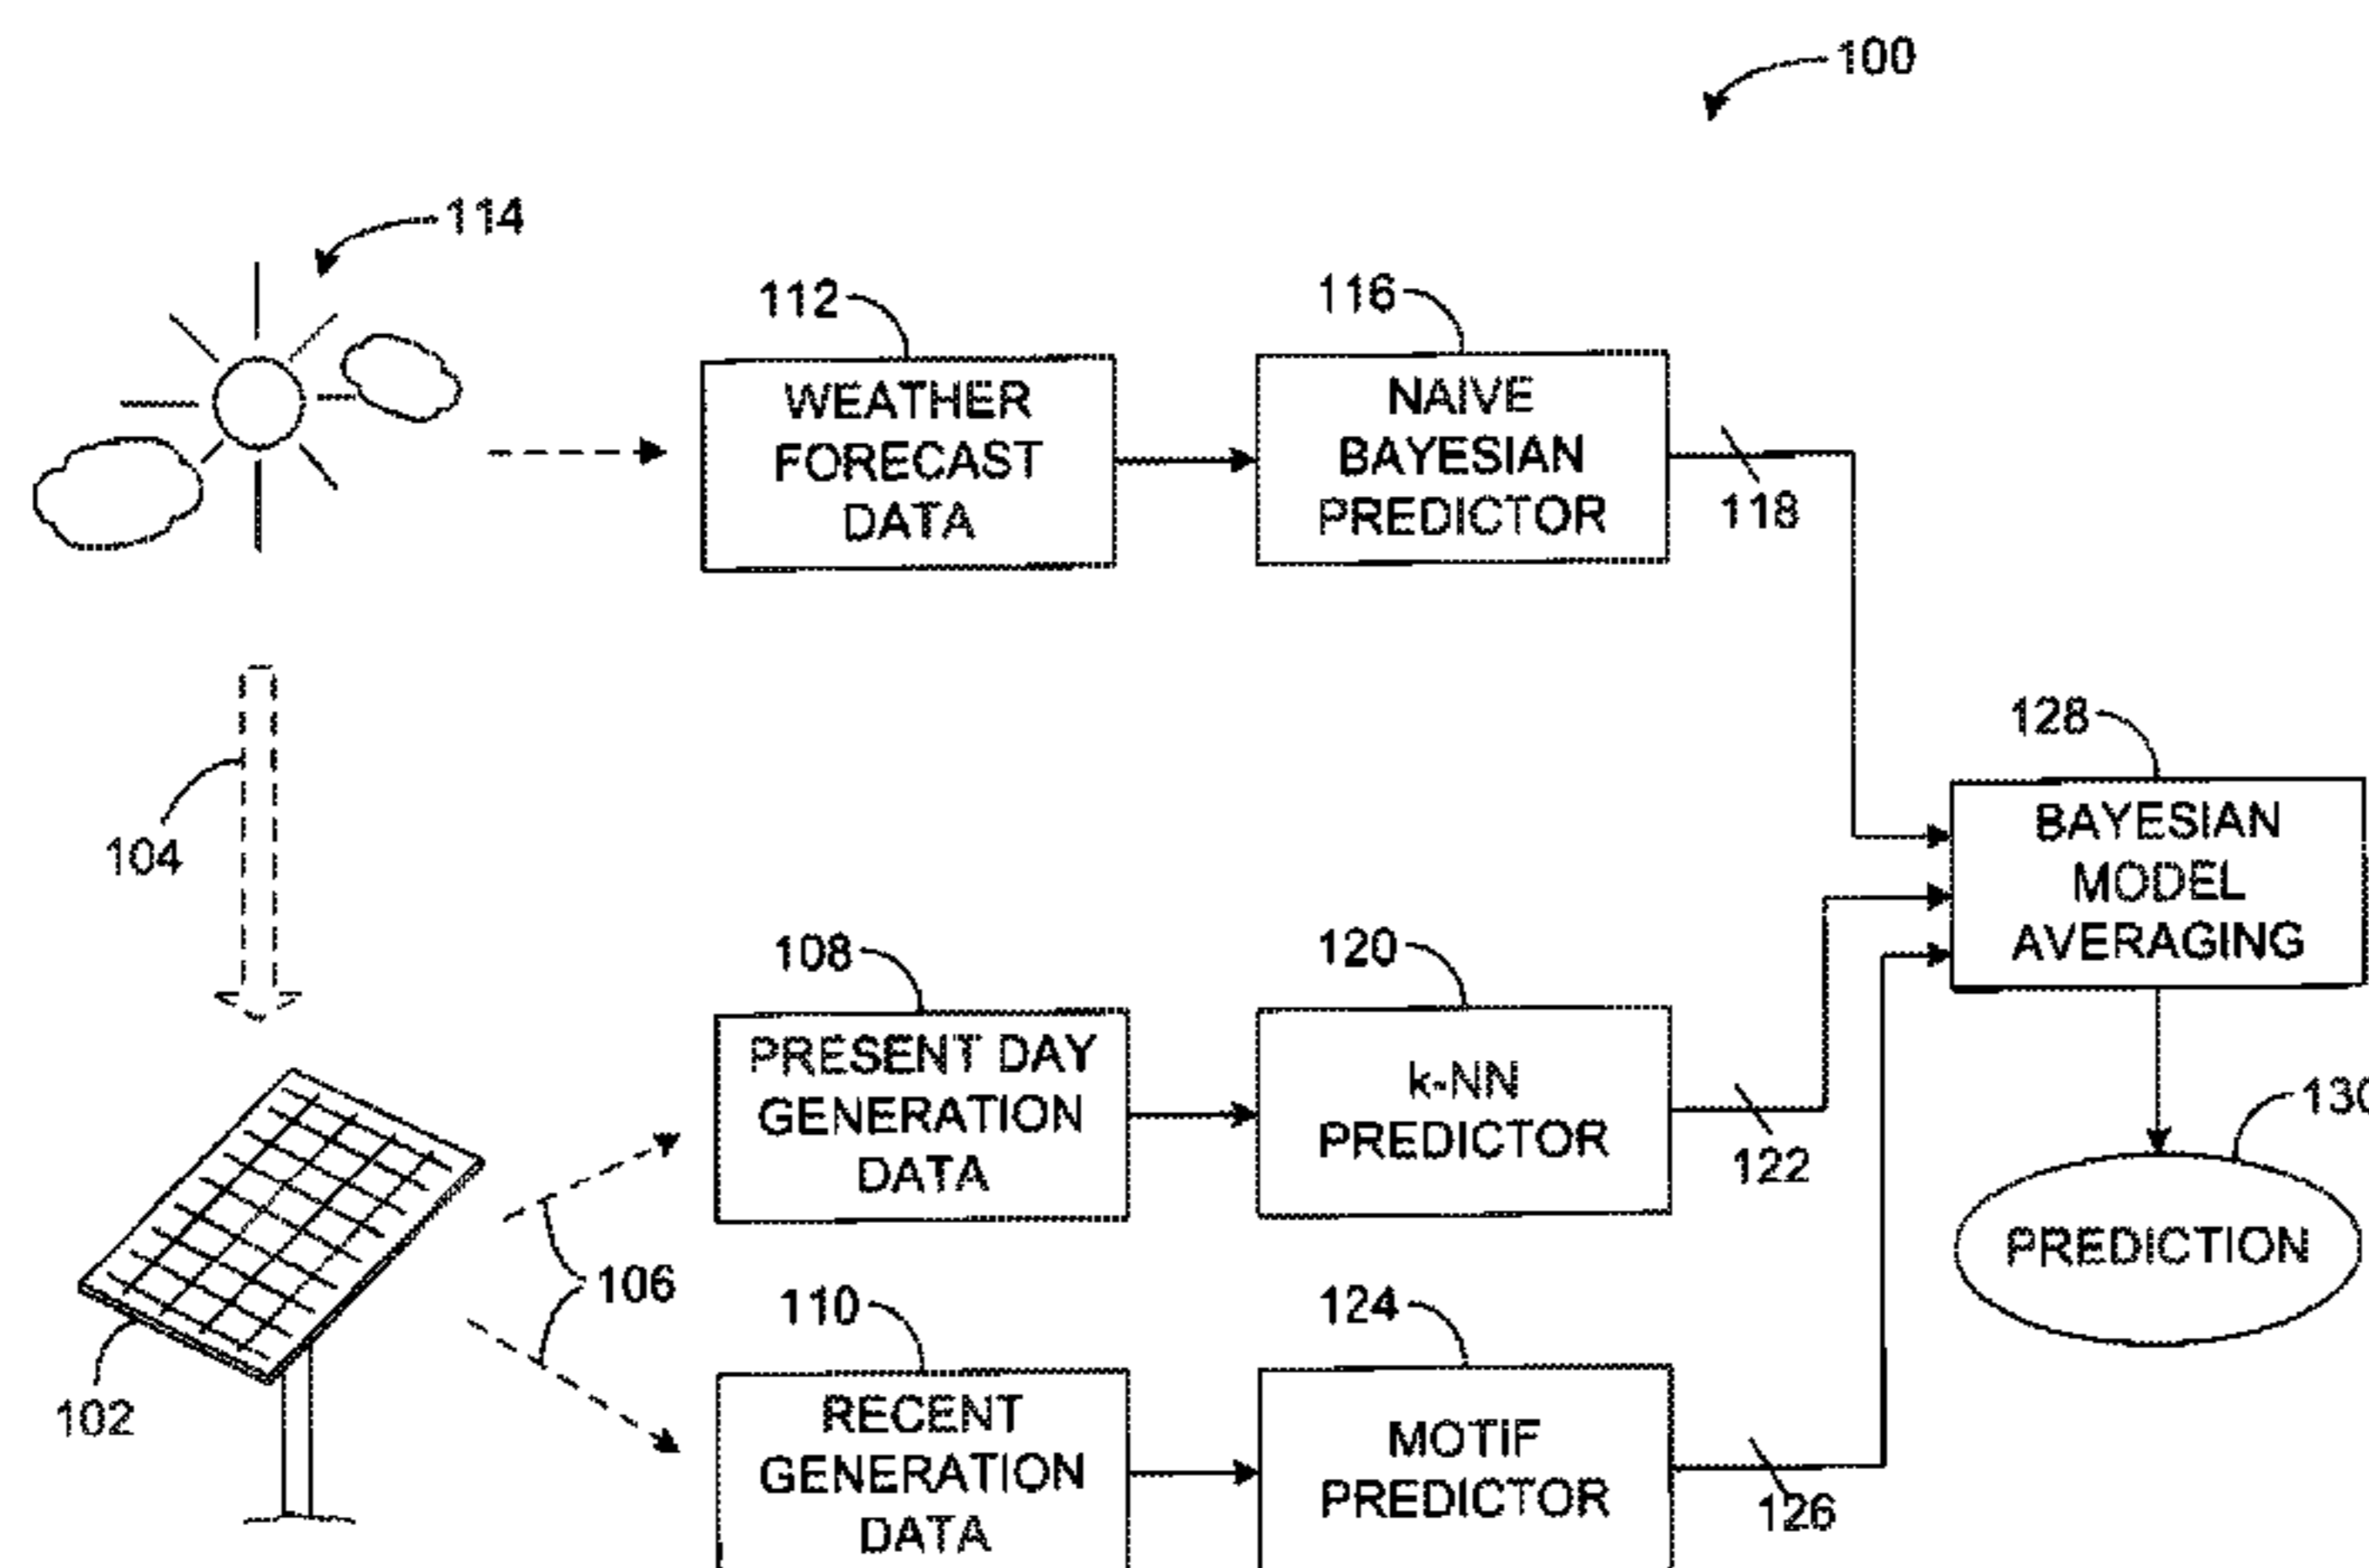 100
114
112
WEATHER
FORECAST
DATA
116
NAIVE
BAYESIAN
PREDICTOR
118
104
128
BAYESIAN
MODEL
AVERAGING
108
PRESENT DAY
GENERATION
DATA
120
k-NN
PREDICTOR
122
130
PREDICTION
106
102
110
RECENT
GENERATION
DATA
124
MOTIF
PREDICTOR
126